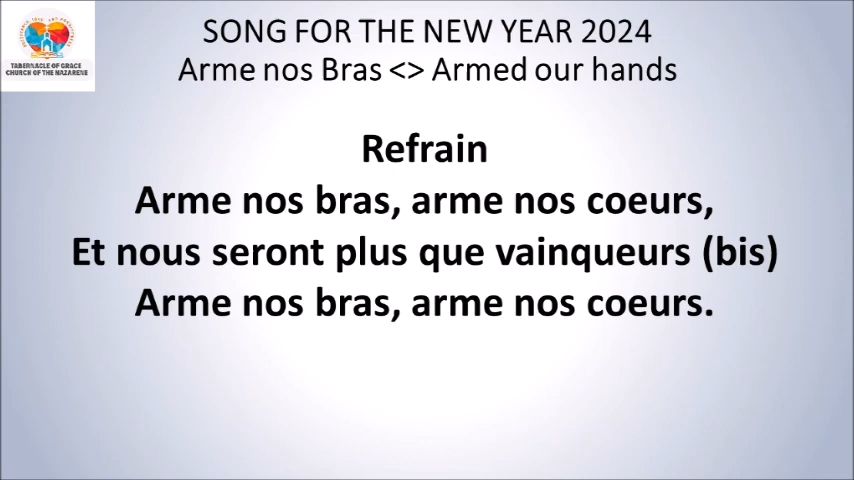 SONG FOR THE NEW YEAR 2024
Arme nos Bras <> Armed our hands
TABERNACLE OF GRACE
CHURCH OF THE NAZARENE
Refrain
Arme nos bras, arme nos coeurs,
Et nous seront plus que vainqueurs (bis)
Arme nos bras, arme nos coeurs.